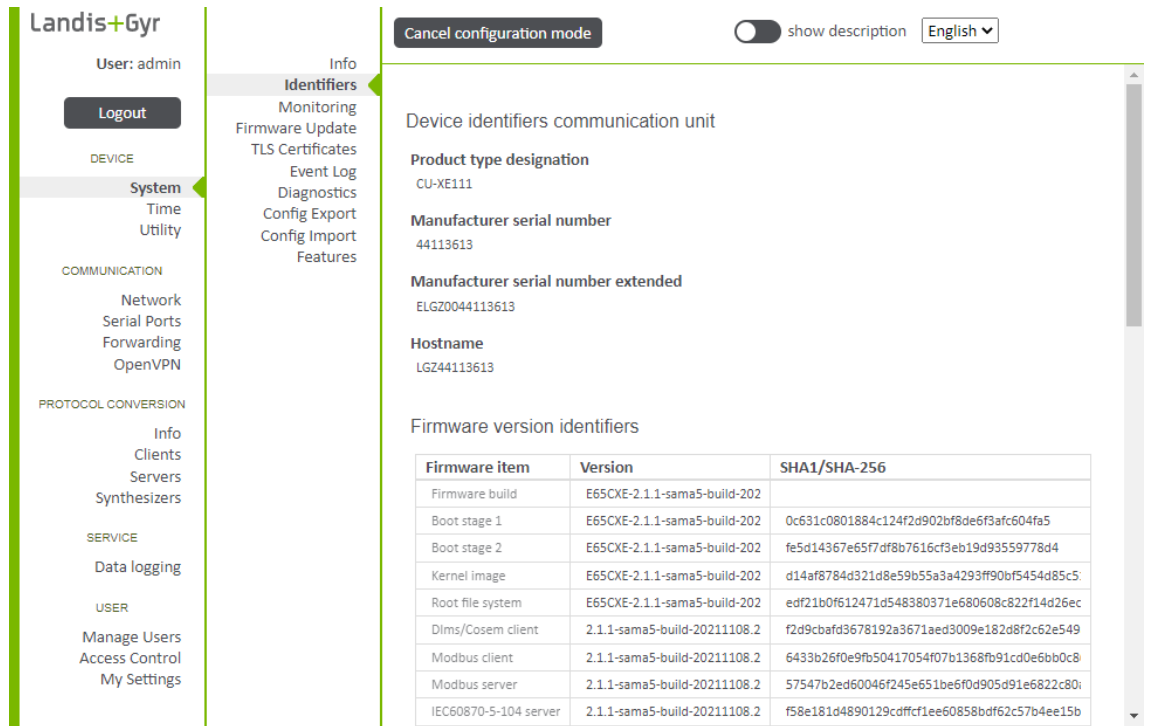 Landis+Gyr
User: admin
Logout
DEVICE
System
Time
Utility
COMMUNICATION
Network
Serial Ports
Forwarding
OpenVPN
PROTOCOL CONVERSION
Info
Clients
Servers
Synthesizers
SERVICE
Data logging
USER
Manage Users
Access Control
My Settings
Info
Identifiers
Monitoring
Firmware Update
TLS Certificates
Event Log
Diagnostics
Config Export
Config Import
Features
Cancel configuration mode show description English
Device identifiers communication unit
Product type designation
CU-XE111
Manufacturer serial number
44113613
Manufacturer serial number extended
ELGZ0044113613
Hostname
LGZ44113613
Firmware version identifiers
Firmware item Version SHA1/SHA-256
Firmware build E65CXE-2.1.1-sama5-build-202
Boot stage 1 E65CXE-2.1.1-sama5-build-202 0c631c0801884c124f2d902bf8de6f3afc604fa5
Boot stage 2 E65CXE-2.1.1-sama5-build-202 fe5d14367e65f7df8b7616cf3eb19d93559778d4
Kernel image E65CXE-2.1.1-sama5-build-202 d14af8784d321d8e59b55a3a4293ff90bf5454d85c5
Root file system E65CXE-2.1.1-sama5-build-202 edf21b0f612471d548380371e680608c822f14d26ec
Dlms/Cosem client 2.1.1-sama5-build-20211108.2 f2d9cbafd3678192a3671aed3009e182d8f2c62e549
Modbus client 2.1.1-sama5-build-20211108.2 6433b26f0e9fb50417054f07b1368fb91cd0e6bb0c8
Modbus server 2.1.1-sama5-build-20211108.2 57547b2ed60046f245e651be6f0d905d91e6822c80
IEC60870-5-104 server 2.1.1-sama5-build-20211108.2 f58e181d4890129cdffcf1ee60858bdf62c57b4ee15b